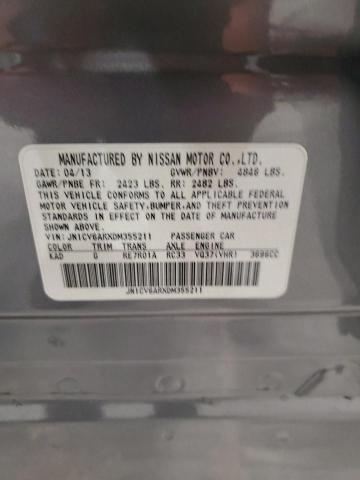 MANUFACTURED BY NISSAN MOTOR CO.,LTD.
DATE: 04/13 GVWR/PNBV: 4846 LBS.
GAWR/PNBE FR: 2423 LBS. RR: 2482 LBS.
THIS VEHICLE CONFORMS TO ALL APPLICABLE FEDERAL
MOTOR VEHICLE SAFETY,BUMPER,AND THEFT PREVENTION
STANDARDS IN EFFECT ON THE DATE OF MANUFACTURE
SHOWN ABOVE.
VIN: JN1CV6ARXDM355211 PASSENGER CAR
COLOR TRIM TRANS AXLE ENGINE
KAD G RE7R01A RC33 VQ37(VHR) 3696CC
JN1CV6ARXDM355211